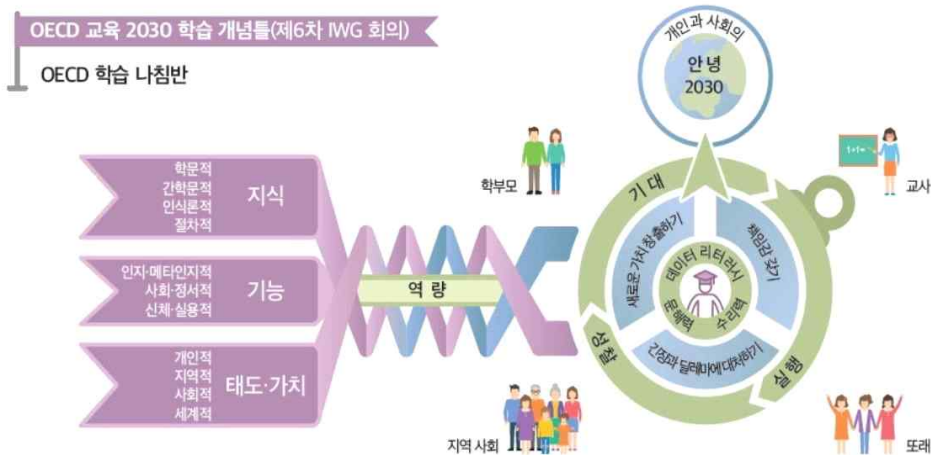 OECD 교육 2030 학습 개념틀(제6차 IWG 회의)
OECD 학습 나침반
개인과 사회의
안녕
2030
학부모
1+1=
교사
학문적
간학문적
인식론적
절차적
지식
인지·메타인지적
사회·정서적
신체·실용적
기능
개인적
지역적
사회적
세계적
태도·가치
역량
기대
새로운 가치 창출하기
책임감 갖기
데이터 리터러시
문해력
수리력
긴장과 딜레마에 대처하기
성찰
실행
지역 사회
또래